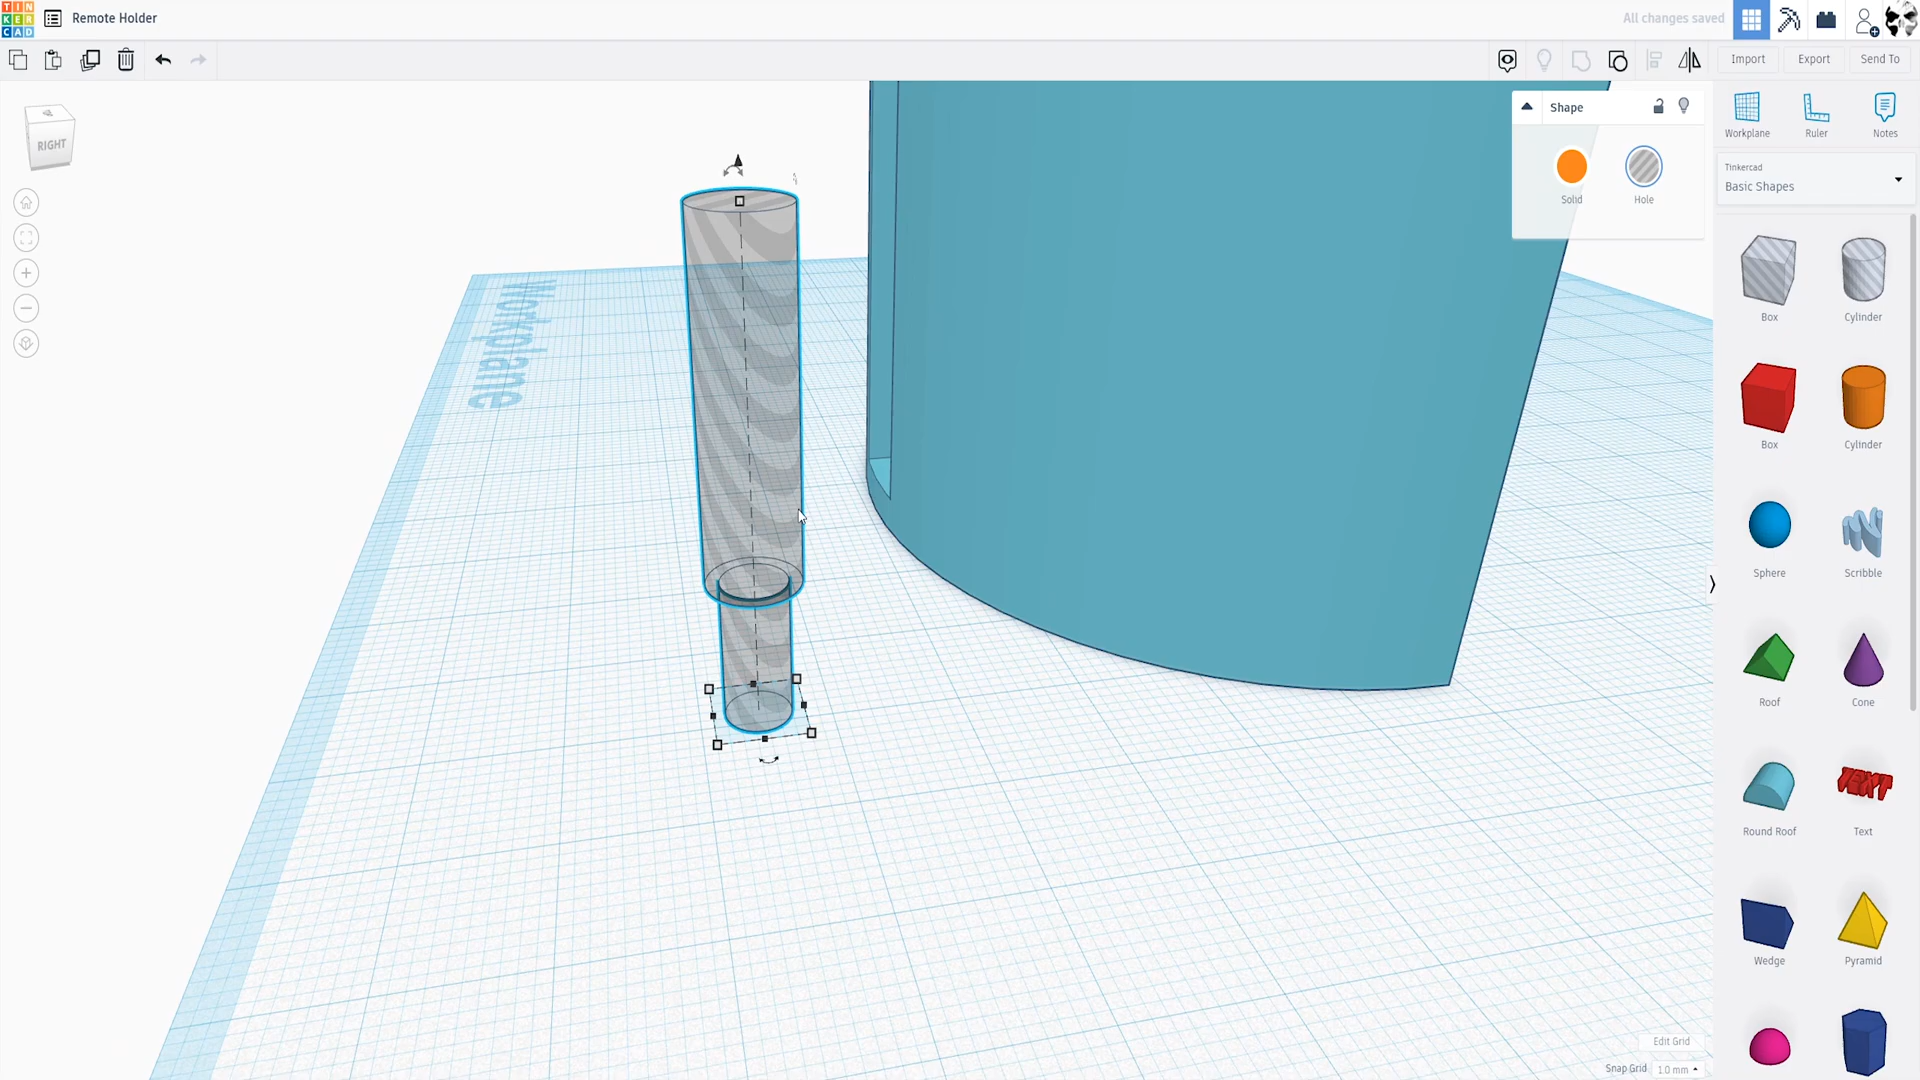 TIN
KER
CAD
Remote Holder
All changes saved
Import
Export
Send To
RIGHT
Workplane
Shape
Solid
Hole
Workplane
Ruler
Notes
Tinkercad
Basic Shapes
Box
Cylinder
Box
Cylinder
Sphere
Scribble
Roof
Cone
TEXT
Round Roof
Text
Wedge
Pyramid
Edit Grid
Snap Grid
1.0 mm